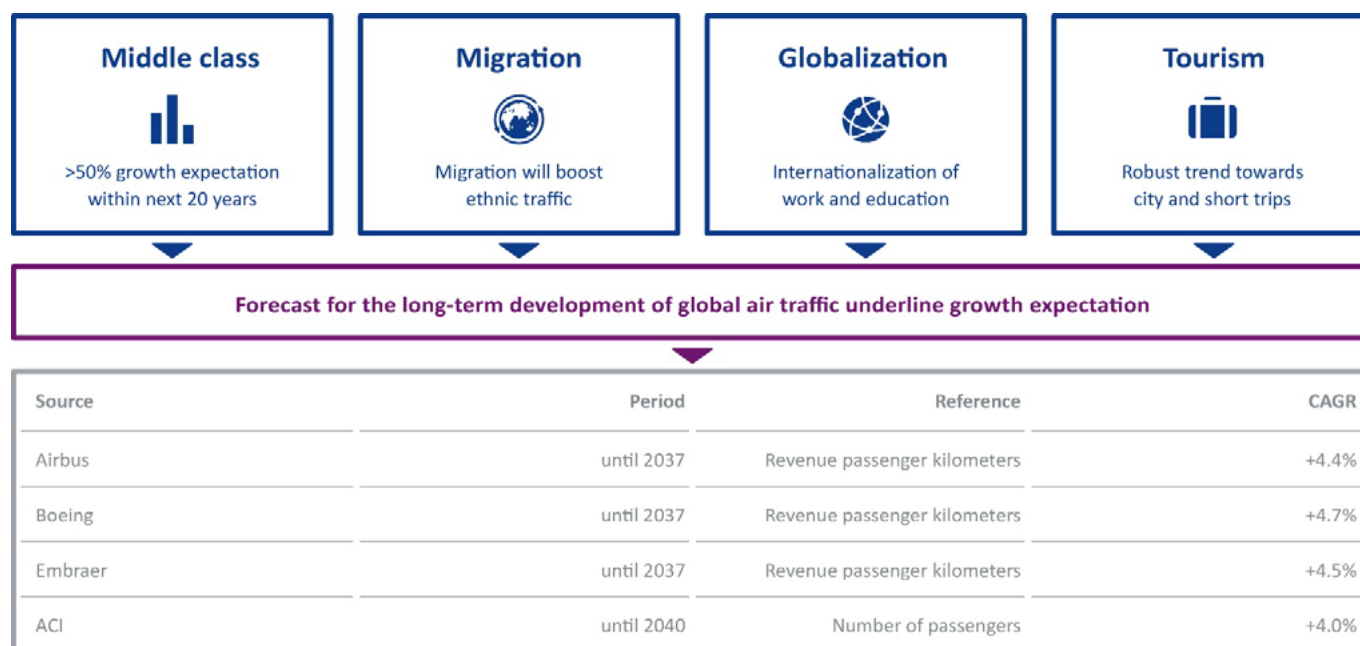 Middle class
>50% growth expectation
within next 20 years
Migration
Migration will boost
ethnic traffic
Globalization
Internationalization of
work and education
Tourism
Robust trend towards
city and short trips
Forecast for the long-term development of global air traffic underline growth expectation
Source Period Reference CAGR
Airbus until 2037 Revenue passenger kilometers +4.4%
Boeing until 2037 Revenue passenger kilometers +4.7%
Embraer until 2037 Revenue passenger kilometers +4.5%
ACI until 2040 Number of passengers +4.0%